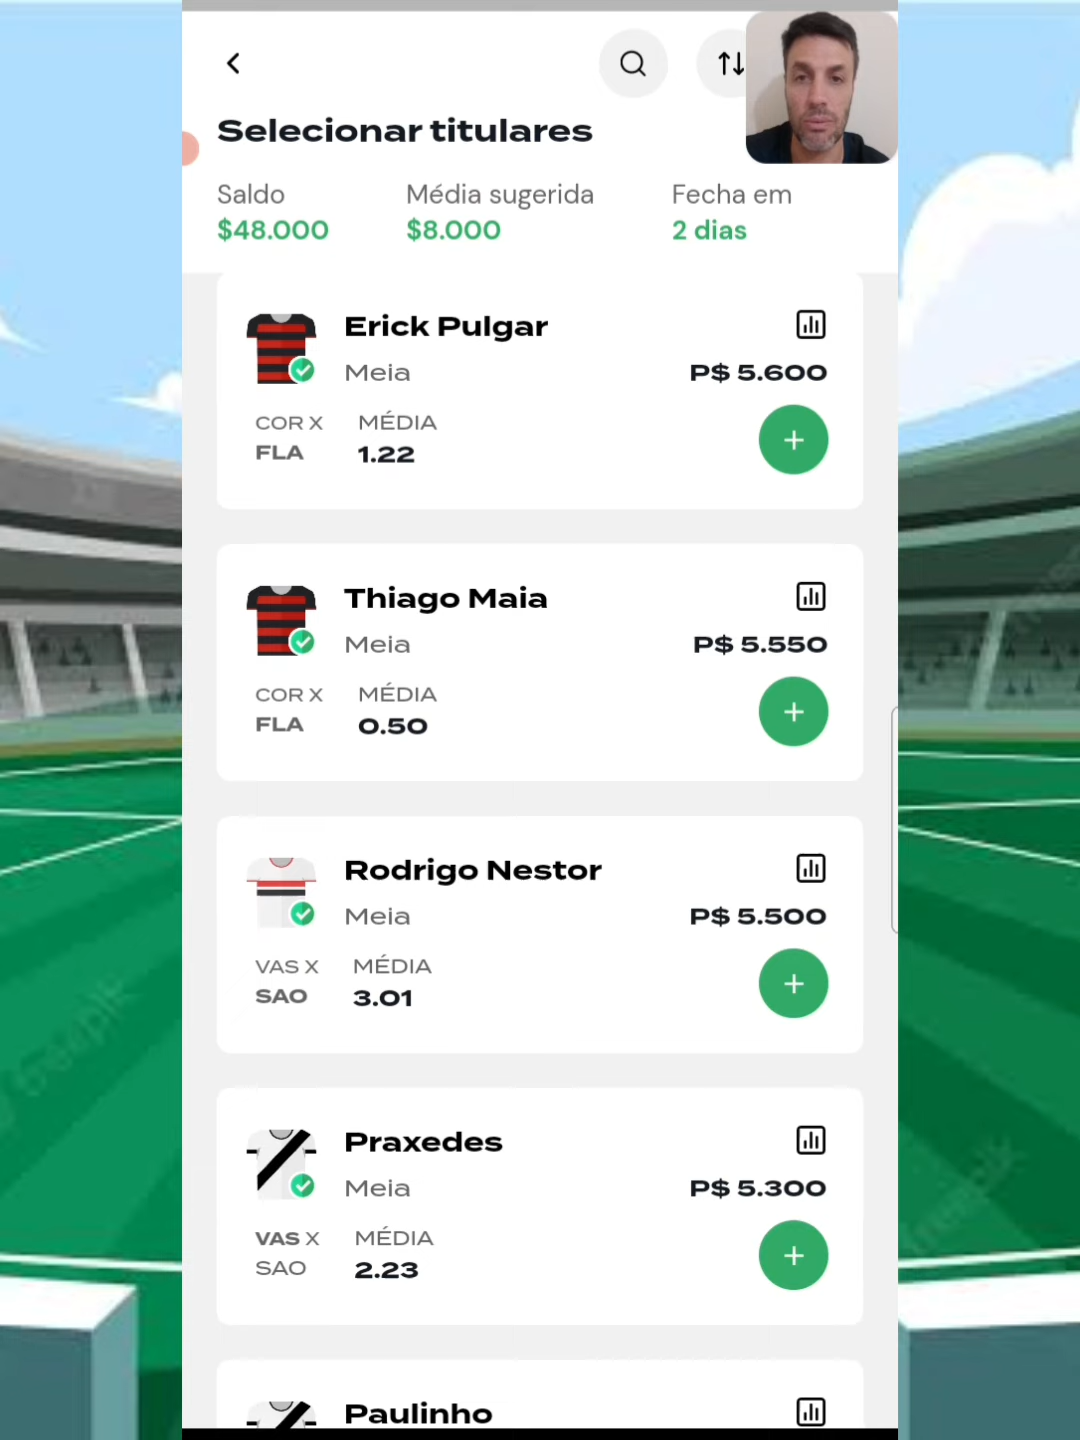 Selecionar titulares
Saldo Média sugerida Fecha em
$48.000 $8.000 2 dias
Erick Pulgar
Meia P$ 5.600
COR X MÉDIA
FLA 1.22
Thiago Maia
Meia P$ 5.550
COR X MÉDIA
FLA 0.50
Rodrigo Nestor
Meia P$ 5.500
VAS X MÉDIA
SAO 3.01
Praxedes
Meia P$ 5.300
VAS X MÉDIA
SAO 2.23
Paulinho